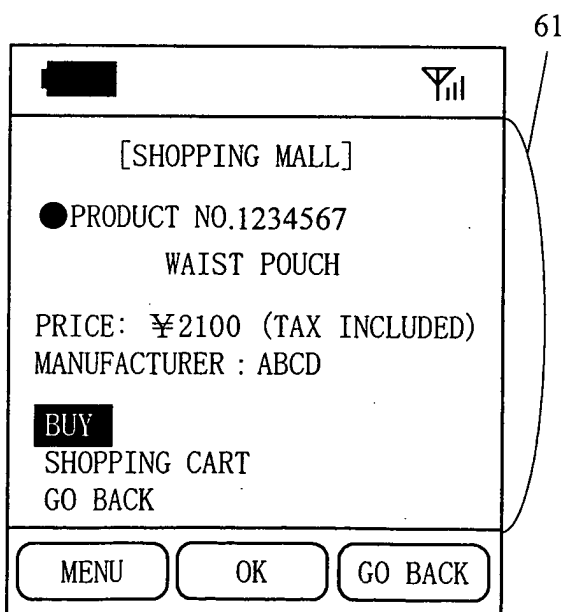 61
[SHOPPING MALL]
●PRODUCT NO.1234567
WAIST POUCH
PRICE: ¥2100 (TAX INCLUDED)
MANUFACTURER : ABCD
BUY
SHOPPING CART
GO BACK
MENU OK GO BACK